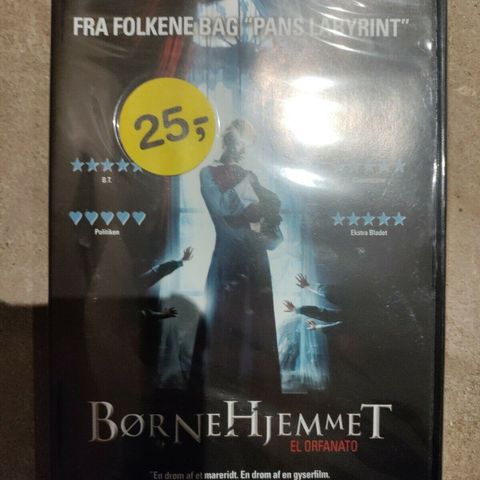 FRA FOLKENE BAG "PANS LABYRINT"
25,-
B.T.
Politiken
Ekstra Bladet
BØRNEHJEMMET
EL ORFANATO
"En drøm af et mareridt. En drøm af en gyserfilm.